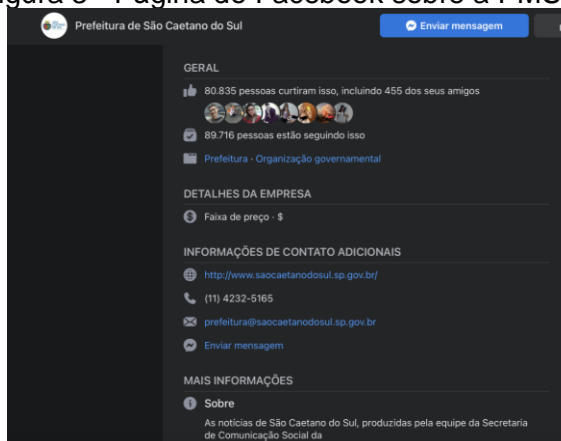 Página do Facebook sobre a
Prefeitura de São Caetano do Sul
Enviar mensagem
GERAL
80.835 pessoas curtiram isso, incluindo 455 dos seus amigos
89.716 pessoas estão seguindo isso
Prefeitura · Organização governamental
DETALHES DA EMPRESA
Faixa de preço · $
INFORMAÇÕES DE CONTATO ADICIONAIS
http://www.saocaetanodosul.sp.gov.br/
(11) 4232-5165
prefeitura@saocaetanodosul.sp.gov.br
Enviar mensagem
MAIS INFORMAÇÕES
Sobre
As notícias de São Caetano do Sul, produzidas pela equipe da Secretaria
de Comunicação Social da